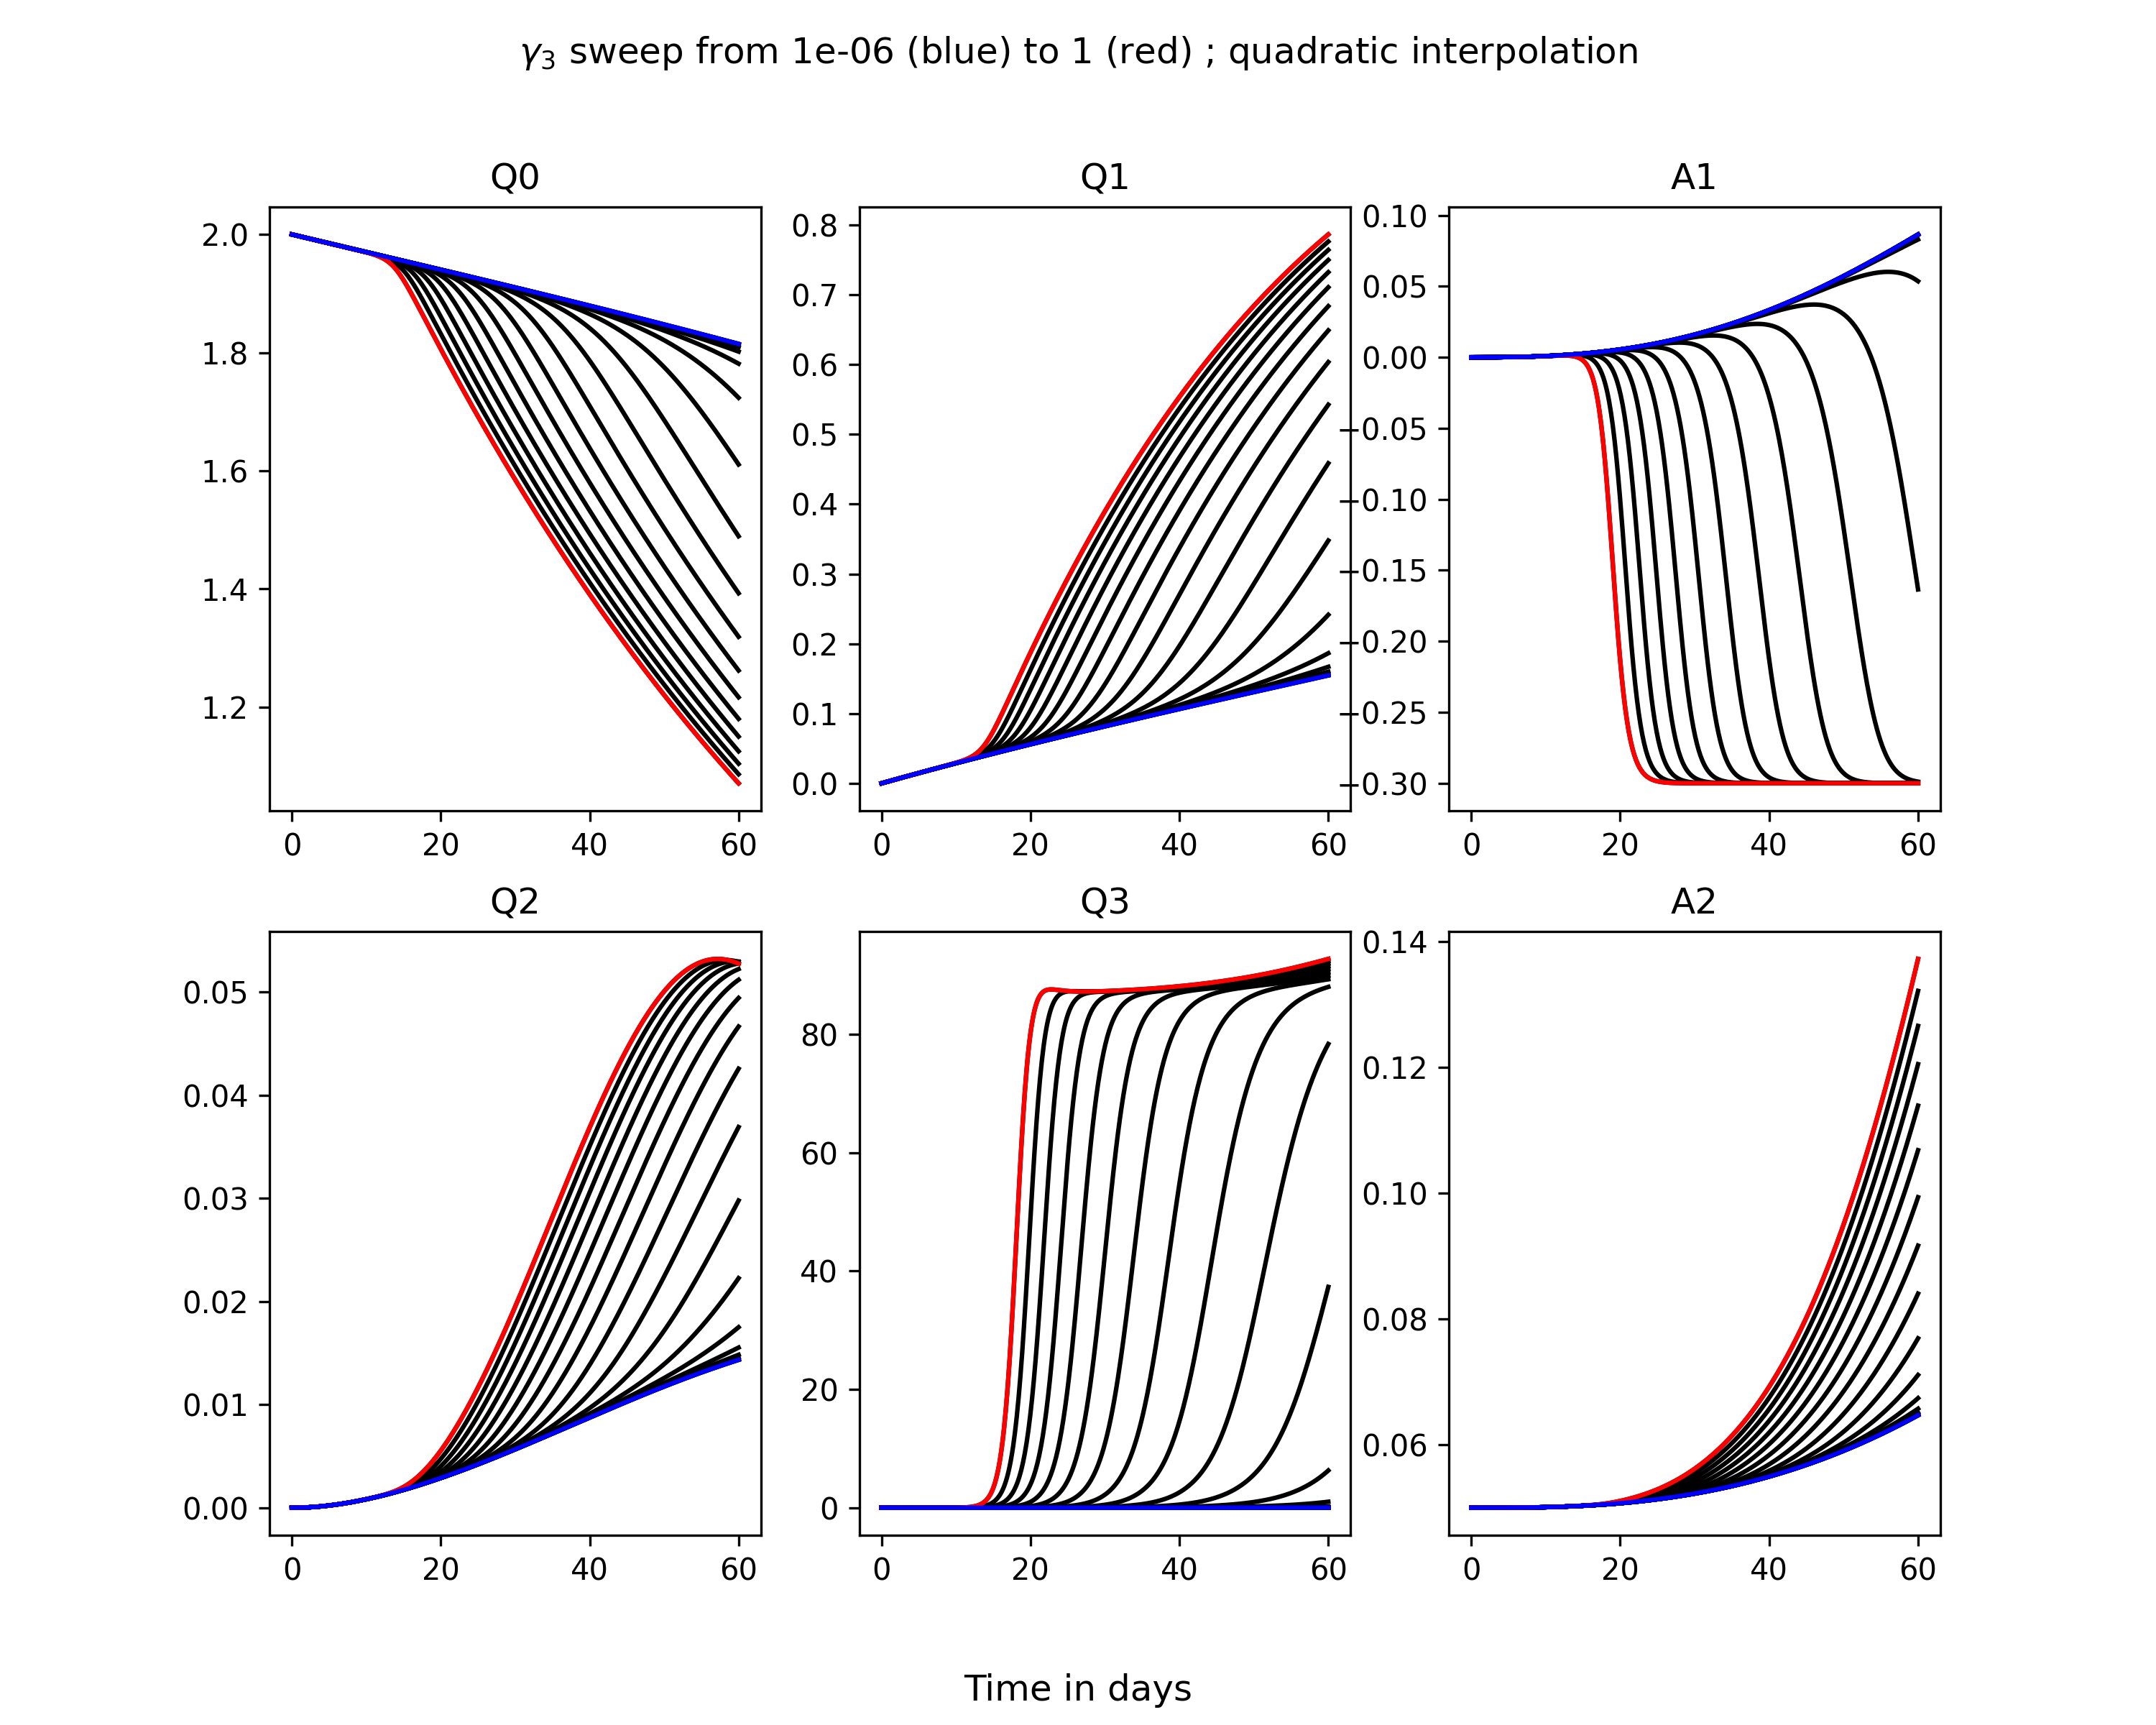 γ3 sweep from 1e-06 (blue) to 1 (red) ; quadratic interpolation
Q0
2.0
1.8
1.6
1.4
1.2
0 20 40 60
Q1
0.8
0.7
0.6
0.5
0.4
0.3
0.2
0.1
0.0
0 20 40 60
A1
0.10
0.05
0.00
−0.05
−0.10
−0.15
−0.20
−0.25
−0.30
0 20 40 60
Q2
0.05
0.04
0.03
0.02
0.01
0.00
0 20 40 60
Q3
80
60
40
20
0
0 20 40 60
A2
0.14
0.12
0.10
0.08
0.06
0 20 40 60
Time in days